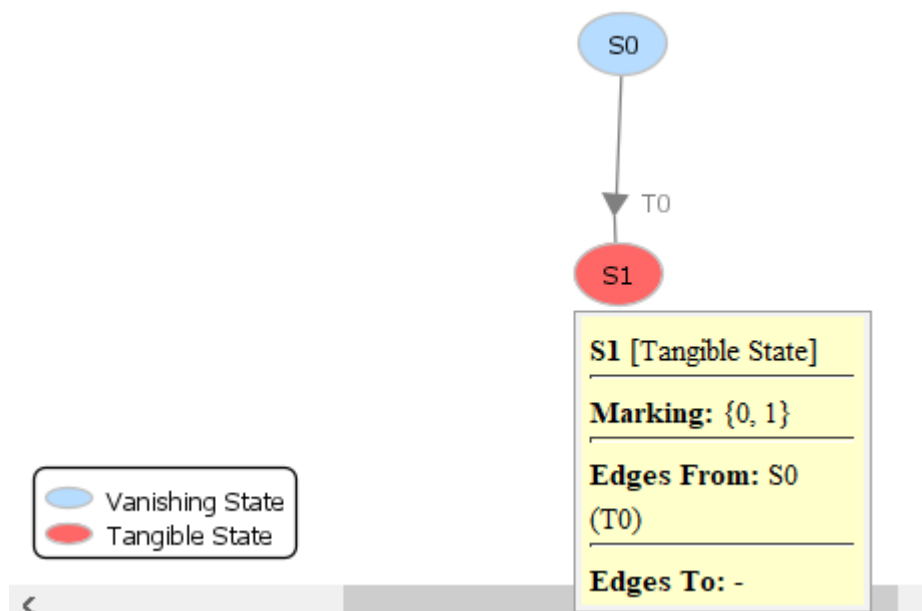 S0
T0
S1
S1 [Tangible State]
Marking: {0, 1}
Edges From: S0
(T0)
Edges To: -
Vanishing State
Tangible State